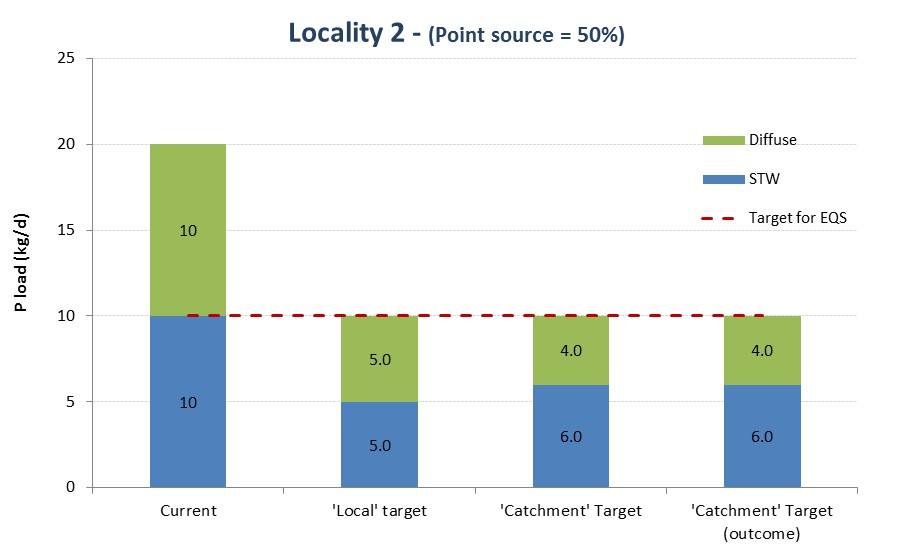 Locality 2 - (Point source = 50%)
25
20
15
10
5
0
P load (kg/d)
Diffuse
STW
Target for EQS
10
10
5.0
5.0
4.0
6.0
4.0
6.0
Current
'Local' target
'Catchment' Target
'Catchment' Target
(outcome)